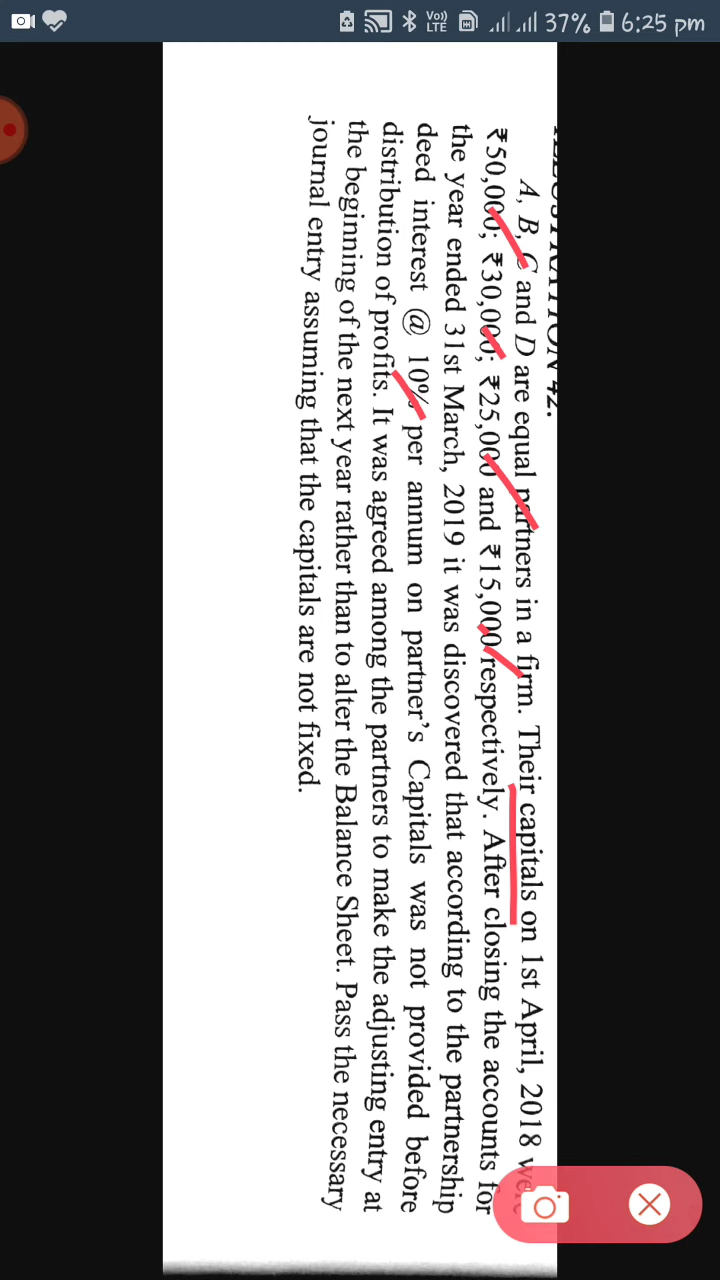 Vo))
LTE
37%
6:25 pm
A, B, C and D are equal partners in a firm. Their capitals on 1st April, 2018
₹50,000; ₹30,000; ₹25,000 and ₹15,000 respectively. After closing the accounts for
the year ended 31st March, 2019 it was discovered that according to the partnership
deed interest @ 10% per annum on partner's Capitals was not provided before
distribution of profits. It was agreed among the partners to make the adjusting entry at
the beginning of the next year rather than to alter the Balance Sheet. Pass the necessary
journal entry assuming that the capitals are not fixed.